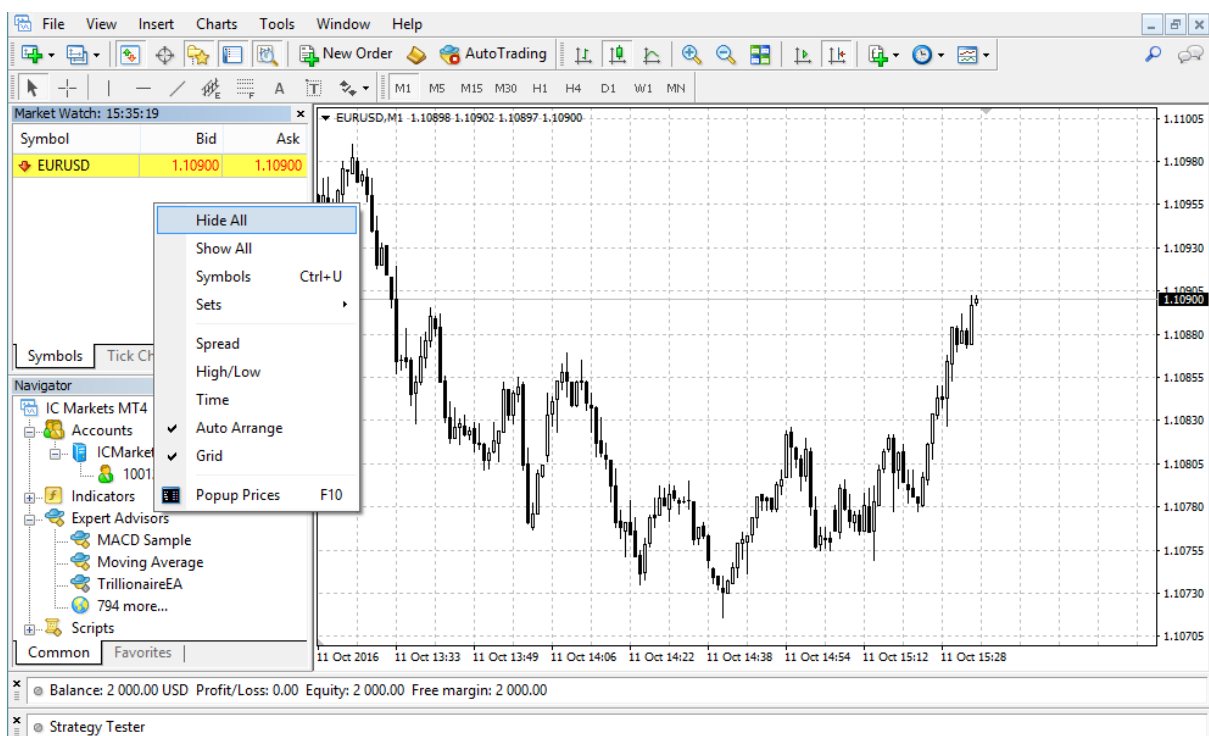 File View Insert Charts Tools Window Help
New Order AutoTrading
A T M1 M5 M15 M30 H1 H4 D1 W1 MN
Market Watch: 15:35:19
Symbol Bid Ask
EURUSD 1.10900 1.10900
Hide All
Show All
Symbols Ctrl+U
Sets
Spread
High/Low
Time
Auto Arrange
Grid
Popup Prices F10
Symbols Tick Ch
Navigator
IC Markets MT4
Accounts
ICMarket
1001
Indicators
Expert Advisors
MACD Sample
Moving Average
TrillionaireEA
794 more...
Scripts
Common Favorites
EURUSD,M1 1.10898 1.10902 1.10897 1.10900
1.11005
1.10980
1.10955
1.10930
1.10905
1.10900
1.10880
1.10855
1.10830
1.10805
1.10780
1.10755
1.10730
1.10705
11 Oct 2016 11 Oct 13:33 11 Oct 13:49 11 Oct 14:06 11 Oct 14:22 11 Oct 14:38 11 Oct 14:54 11 Oct 15:12 11 Oct 15:28
Balance: 2 000.00 USD Profit/Loss: 0.00 Equity: 2 000.00 Free margin: 2 000.00
Strategy Tester